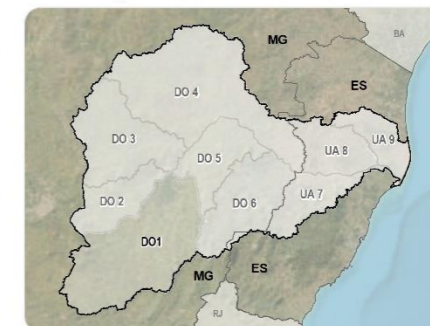 MG
BA
ES
DO 4
DO 3
UA 9
UA 8
DO 5
DO 2
UA 7
DO 6
DO1
MG
ES
RJ